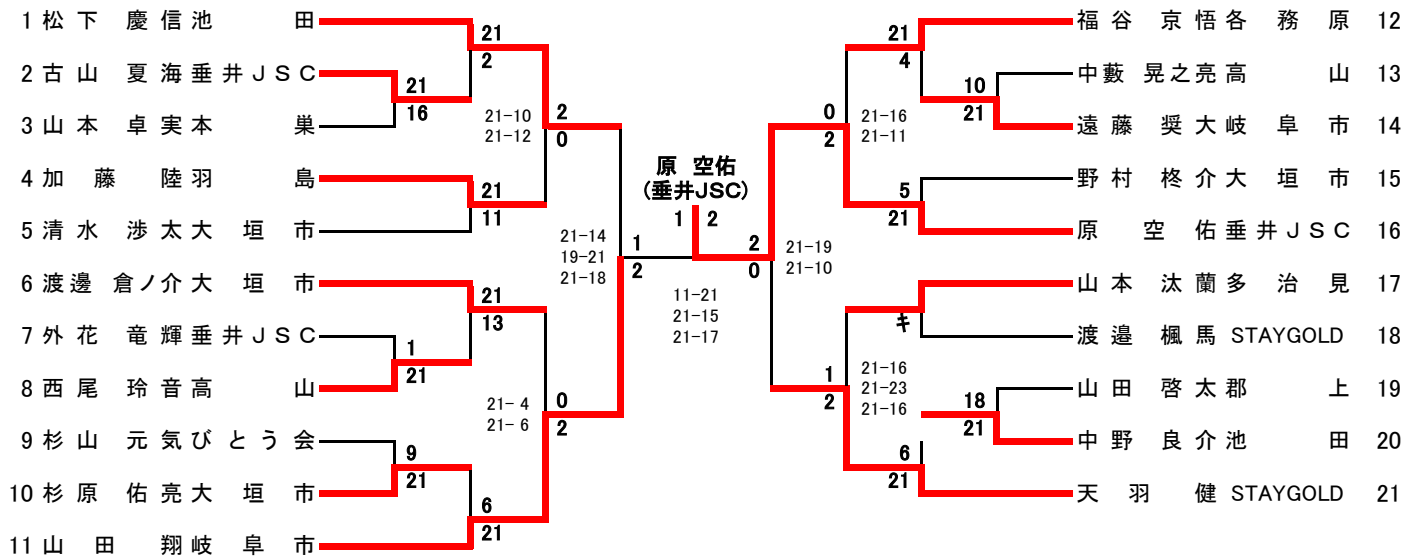 1 松下 慶信 池田
2 古山 夏海 垂井JSC
3 山本 卓実 本巣
4 加藤 陸 羽島
5 清水 渉太 大垣市
6 渡邊 倉ノ介 大垣市
7 外花 竜輝 垂井JSC
8 西尾 玲音 高山
9 杉山 元気 びとう会
10 杉原 佑亮 大垣市
11 山田 翔 岐阜市
21
2
21
16
21-10
21-12
2
0
21
11
21-14
19-21
21-18
1
2
21
13
1
21
21- 4
21- 6
0
2
9
21
6
21
原 空佑
(垂井JSC)
1 2
11-21
21-15
21-17
21
4
10
21
0
2
21-16
21-11
5
21
2
0
21-19
21-10
キ
1
2
21-16
21-23
21-16
18
21
6
21
福谷 京悟 各務原 12
中藪 晃之亮 高山 13
遠藤 奨大 岐阜市 14
野村 柊介 大垣市 15
原 空佑 垂井JSC 16
山本 汰蘭 多治見 17
渡邉 楓馬 STAYGOLD 18
山田 啓太 郡上 19
中野 良介 池田 20
天羽 健 STAYGOLD 21